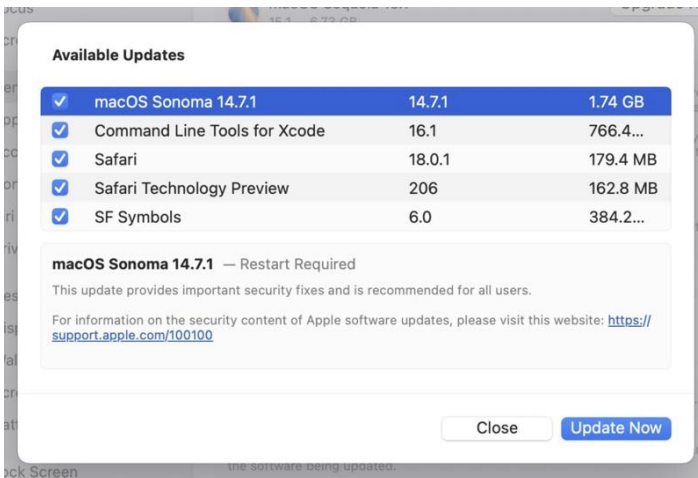 Available Updates
macOS Sonoma 14.7.1 14.7.1 1.74 GB
Command Line Tools for Xcode 16.1 766.4...
Safari 18.0.1 179.4 MB
Safari Technology Preview 206 162.8 MB
SF Symbols 6.0 384.2...
macOS Sonoma 14.7.1 — Restart Required
This update provides important security fixes and is recommended for all users.
For information on the security content of Apple software updates, please visit this website: https://
support.apple.com/100100
Close Update Now
the software being updated.
ock Screen